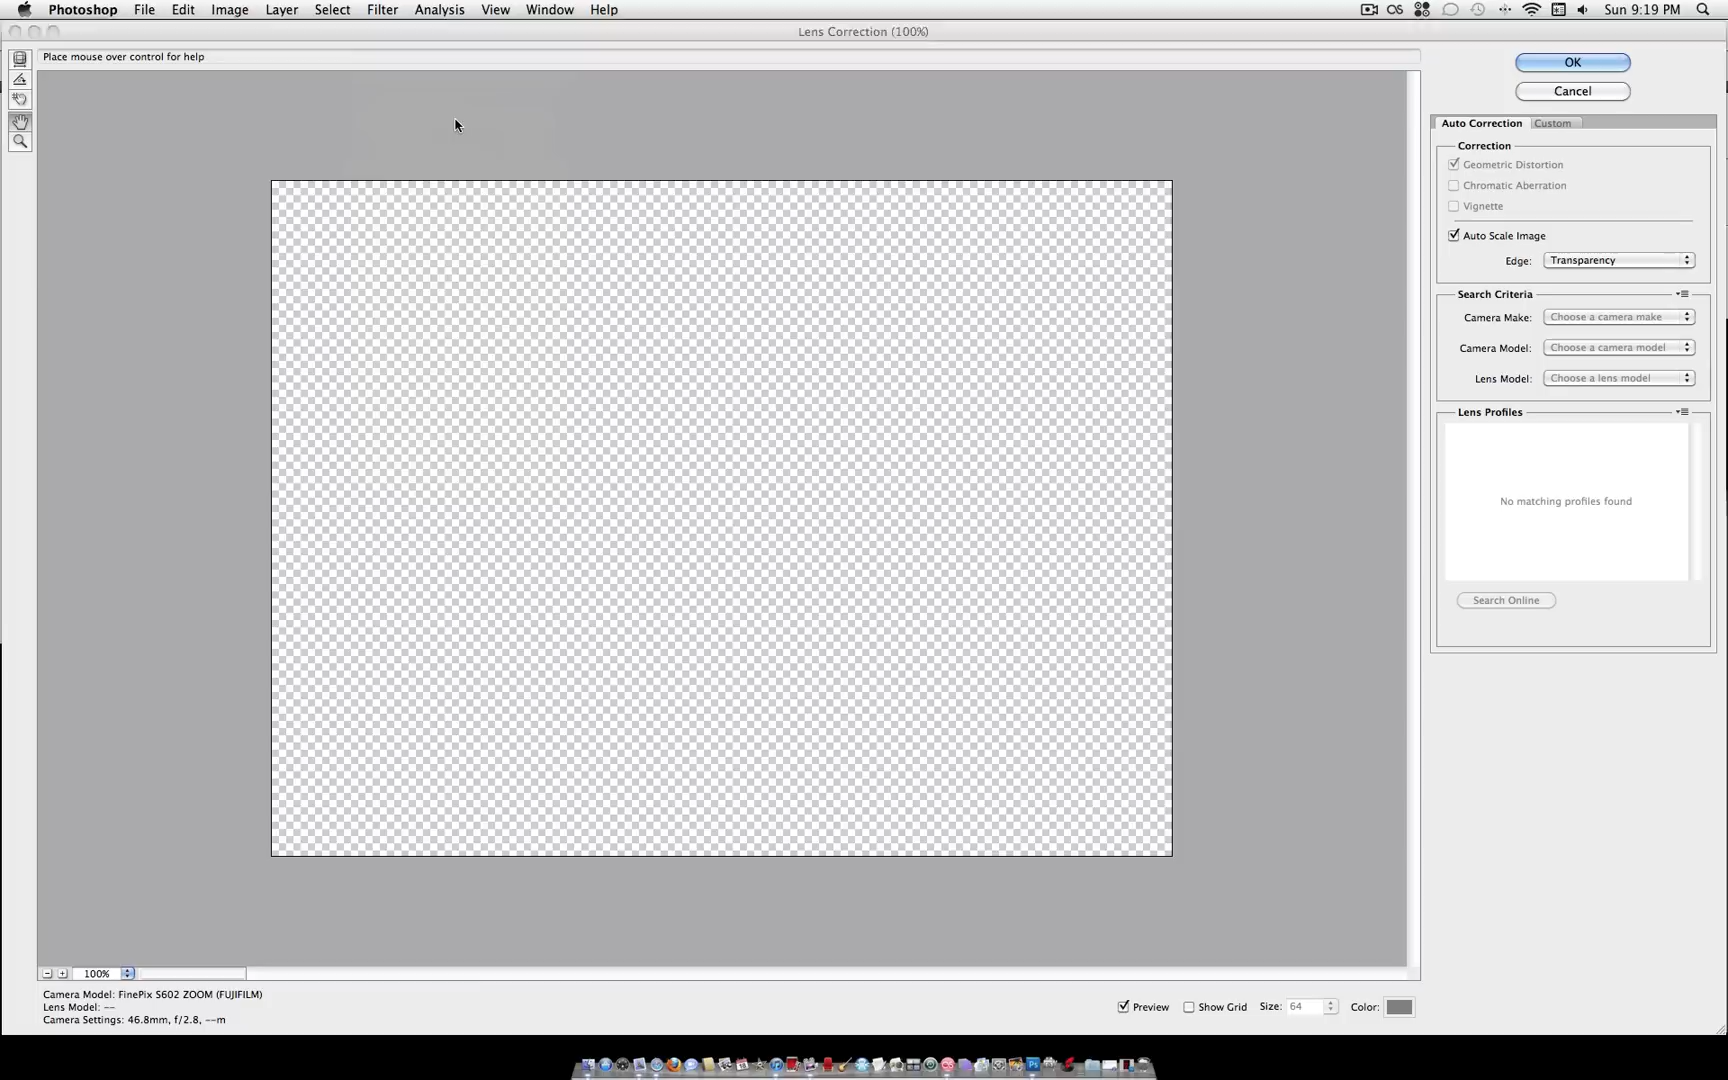 Photoshop File Edit Image Layer Select Filter Analysis View Window Help Sun 9:19 PM
Lens Correction (100%)
Place mouse over control for help
OK
Cancel
Auto Correction Custom
Correction
Geometric Distortion
Chromatic Aberration
Vignette
Auto Scale Image
Edge: Transparency
Search Criteria
Camera Make: Choose a camera make
Camera Model: Choose a camera model
Lens Model: Choose a lens model
Lens Profiles
No matching profiles found
Search Online
100%
Camera Model: FinePix S602 ZOOM (FUJIFILM)
Lens Model: --
Camera Settings: 46.8mm, f/2.8, --m
Preview Show Grid Size: 64 Color: